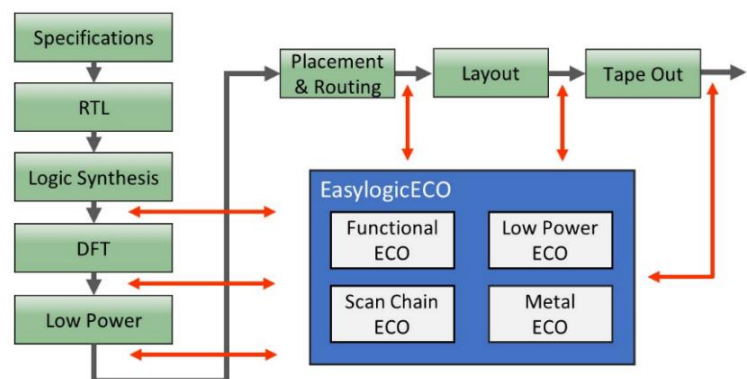 Specifications
RTL
Logic Synthesis
DFT
Low Power
Placement
& Routing
Layout
Tape Out
EasylogicECO
Functional
ECO
Low Power
ECO
Scan Chain
ECO
Metal
ECO